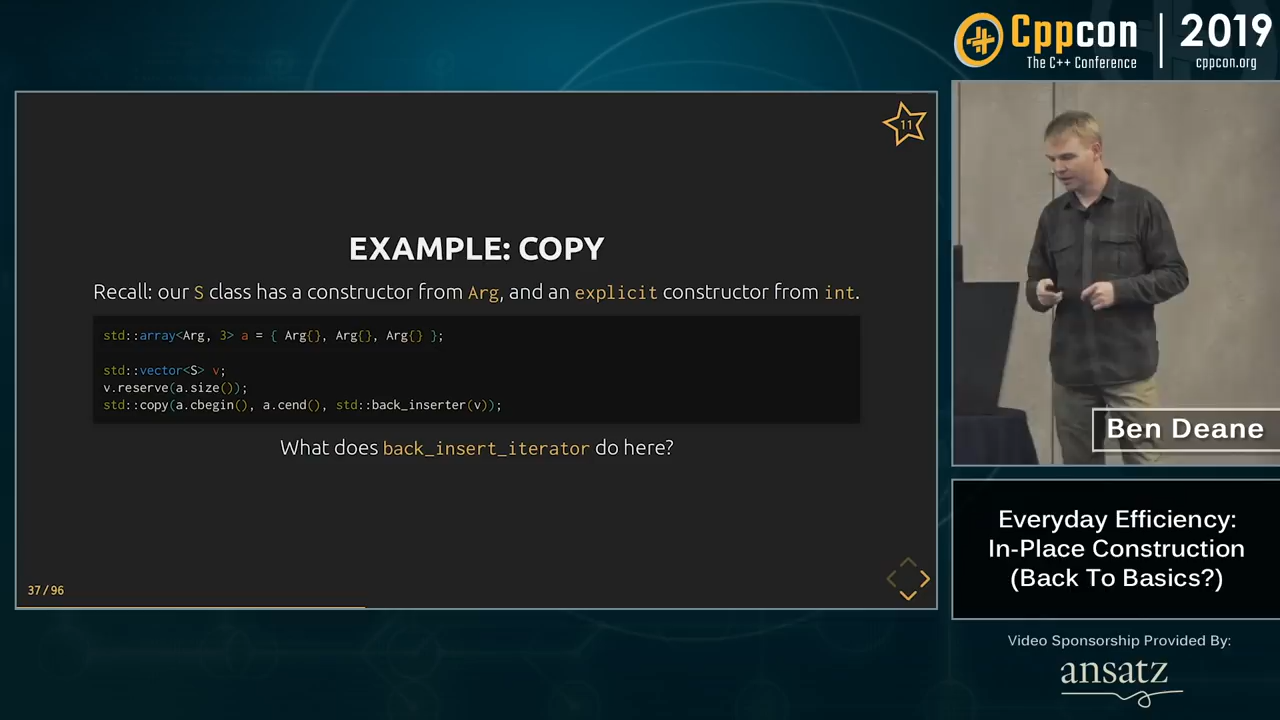 Cppcon | 2019
The C++ Conference
cppcon.org
11
EXAMPLE: COPY
Recall: our S class has a constructor from Arg, and an explicit constructor from int.
std::array<Arg, 3> a = { Arg{}, Arg{}, Arg{} };
std::vector<S> v;
v.reserve(a.size());
std::copy(a.cbegin(), a.cend(), std::back_inserter(v));
What does back_insert_iterator do here?
37/96
Ben Deane
Everyday Efficiency:
In-Place Construction
(Back To Basics?)
Video Sponsorship Provided By:
ansatz